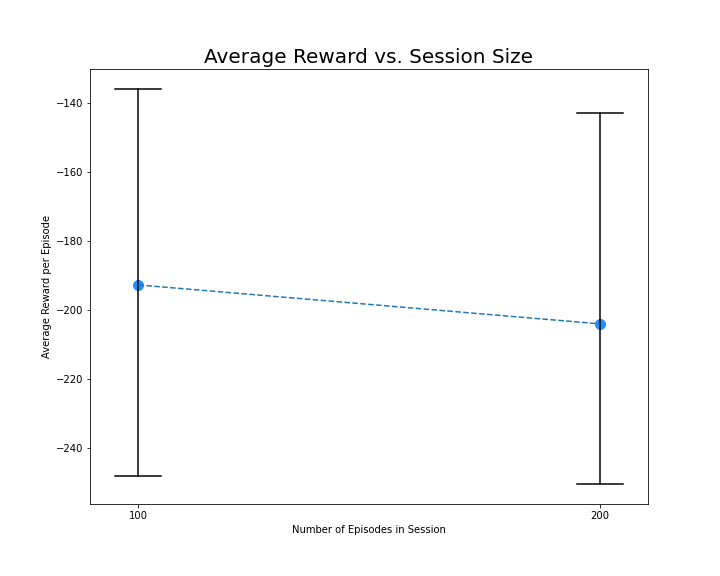 Average Reward vs. Session Size
Average Reward per Episode
−140
−160
−180
−200
−220
−240
100
200
Number of Episodes in Session